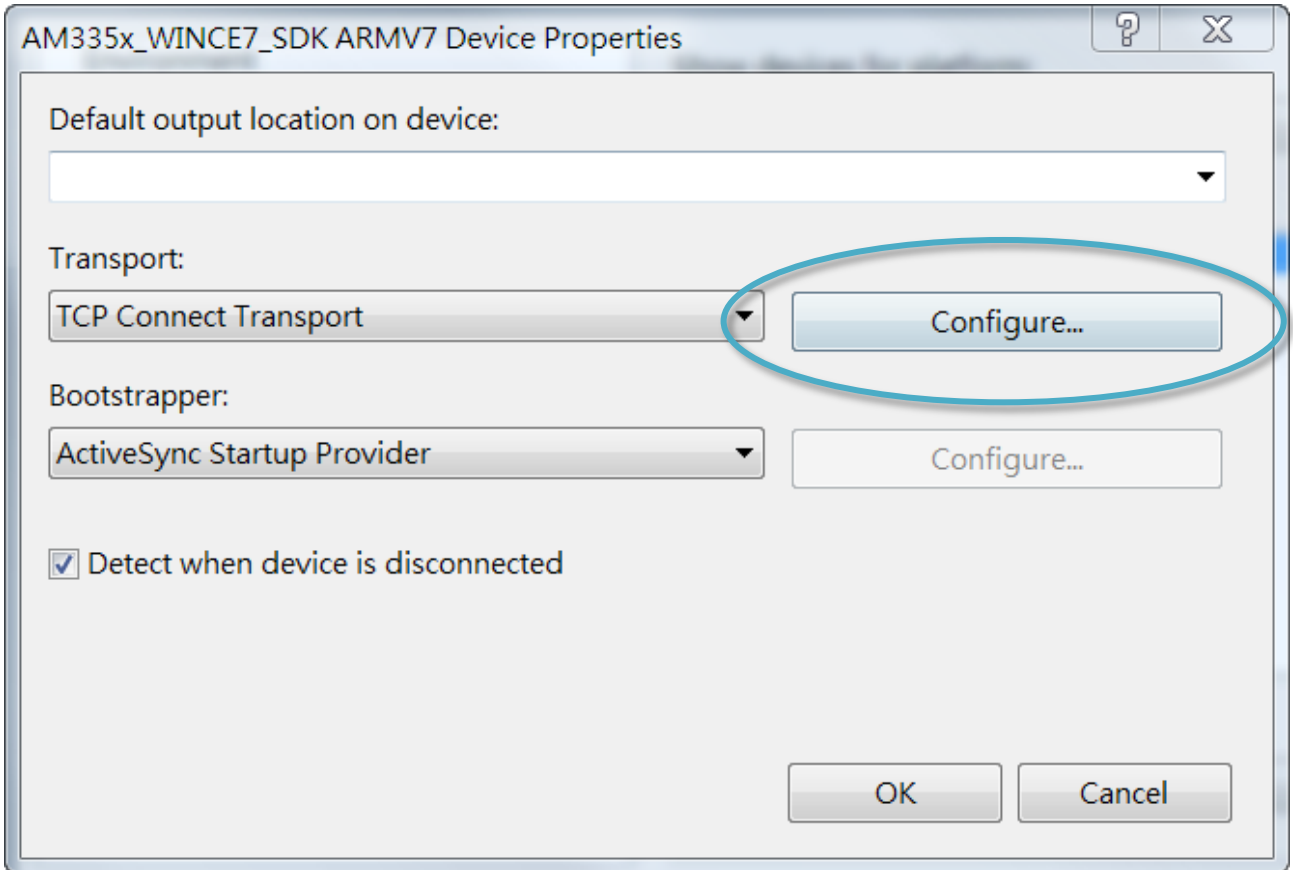 AM335x_WINCE7_SDK ARMV7 Device Properties
Default output location on device:
Transport:
TCP Connect Transport
Configure...
Bootstrapper:
ActiveSync Startup Provider
Configure...
Detect when device is disconnected
OK
Cancel